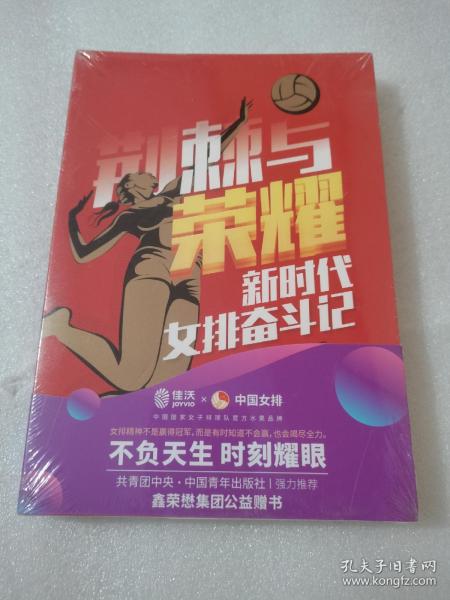 荆棘与
荣耀
新时代
女排奋斗记
佳沃 × 中国女排
JOYVIO
中国国家女子排球队官方水果品牌
女排精神不是赢得冠军,而是有时知道不会赢,也会竭尽全力。
不负天生 时刻耀眼
共青团中央·中国青年出版社|强力推荐
鑫荣懋集团公益赠书
孔夫子旧书网
www.kongfz.com